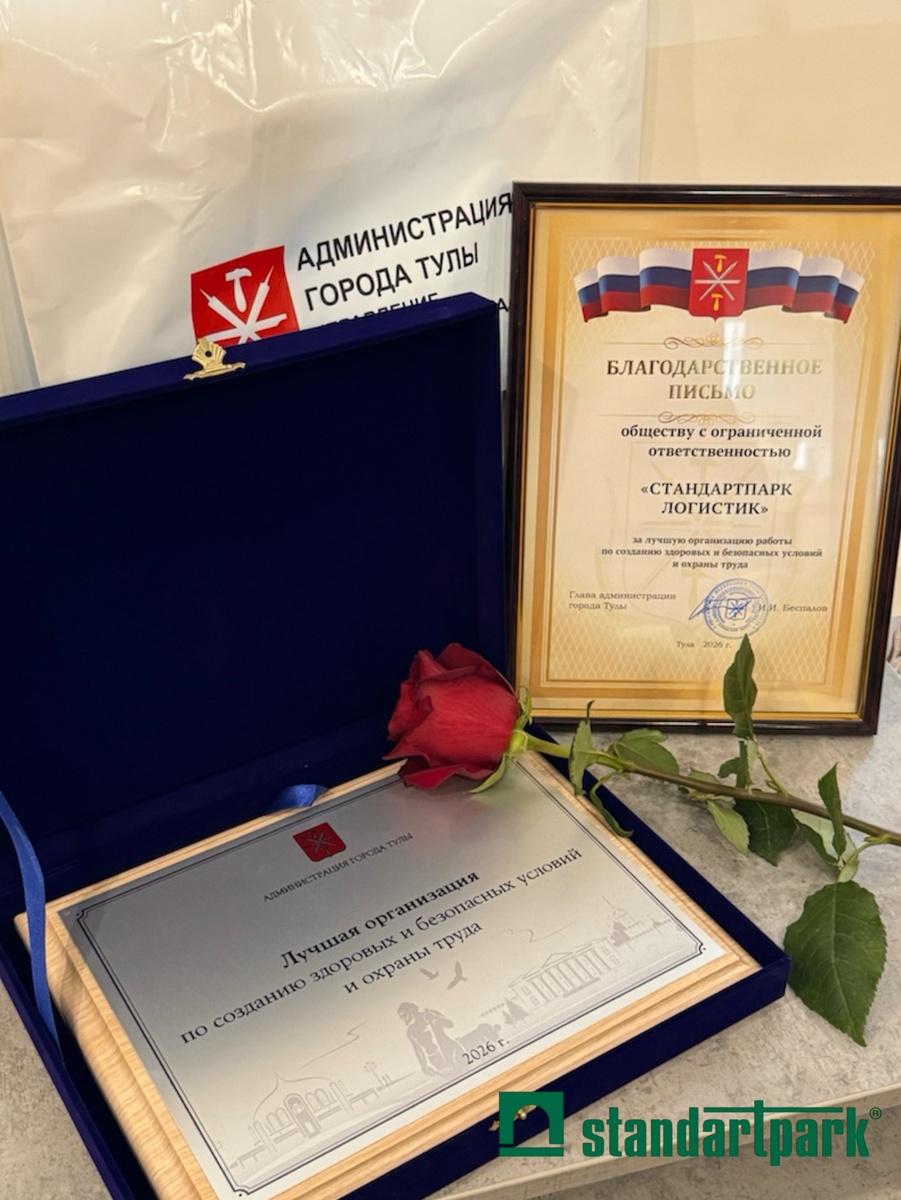 АДМИНИСТРАЦИЯ
ГОРОДА ТУЛЫ
БЛАГОДАРСТВЕННОЕ
ПИСЬМО
обществу с ограниченной
ответственностью
«СТАНДАРТПАРК
ЛОГИСТИК»
за лучшую организацию работы
по созданию здоровых и безопасных условий
и охраны труда
Глава администрации
города Тулы
И.И. Беспалов
Тула 2026 г.
АДМИНИСТРАЦИЯ ГОРОДА ТУЛЫ
Лучшая организация
по созданию здоровых и безопасных условий
и охраны труда
2026 г.
standartpark®